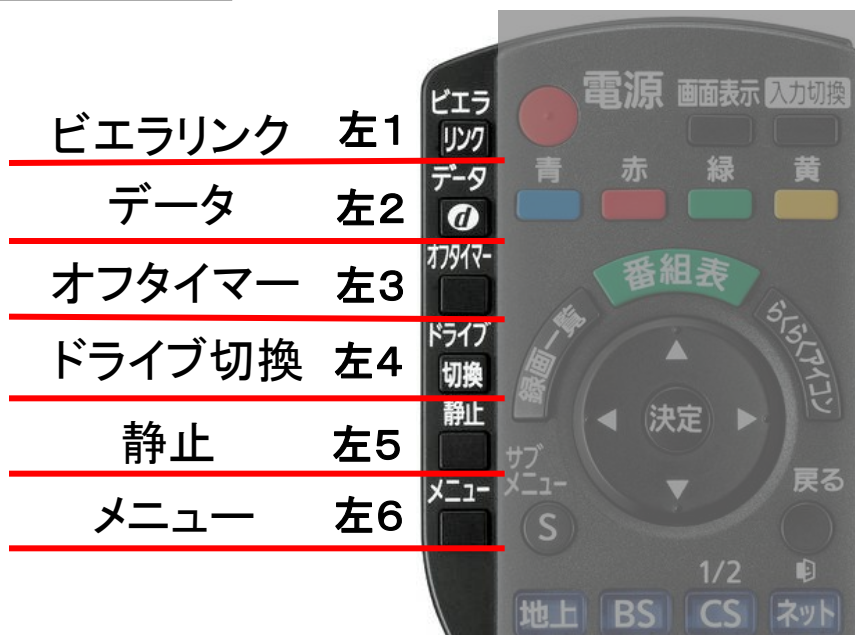 ビエラリンク 左1
データ 左2
オフタイマー 左3
ドライブ切換 左4
静止 左5
メニュー 左6
ビエラ
リンク
データ
d
オフタイマー
ドライブ
切換
静止
メニュー
電源 画面表示 入力切換
青 赤 緑 黄
番組表
録画一覧
らくらくアイコン
決定
サブ
メニュー
S
戻る
1/2
地上 BS CS ネット